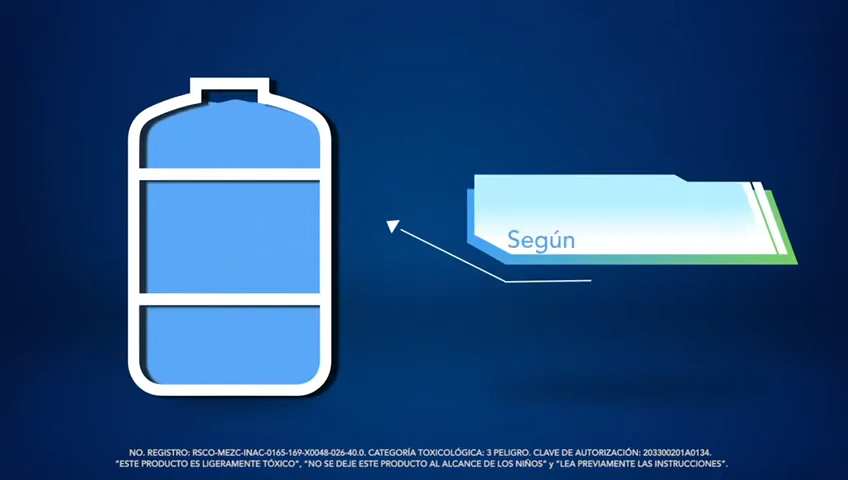 Según
NO. REGISTRO: RSCO-MEZC-INAC-0165-169-X0048-026-40.0. CATEGORÍA TOXICOLÓGICA: 3 PELIGRO. CLAVE DE AUTORIZACIÓN: 203300201A0134.
"ESTE PRODUCTO ES LIGERAMENTE TÓXICO", "NO SE DEJE ESTE PRODUCTO AL ALCANCE DE LOS NIÑOS" y "LEA PREVIAMENTE LAS INSTRUCCIONES".